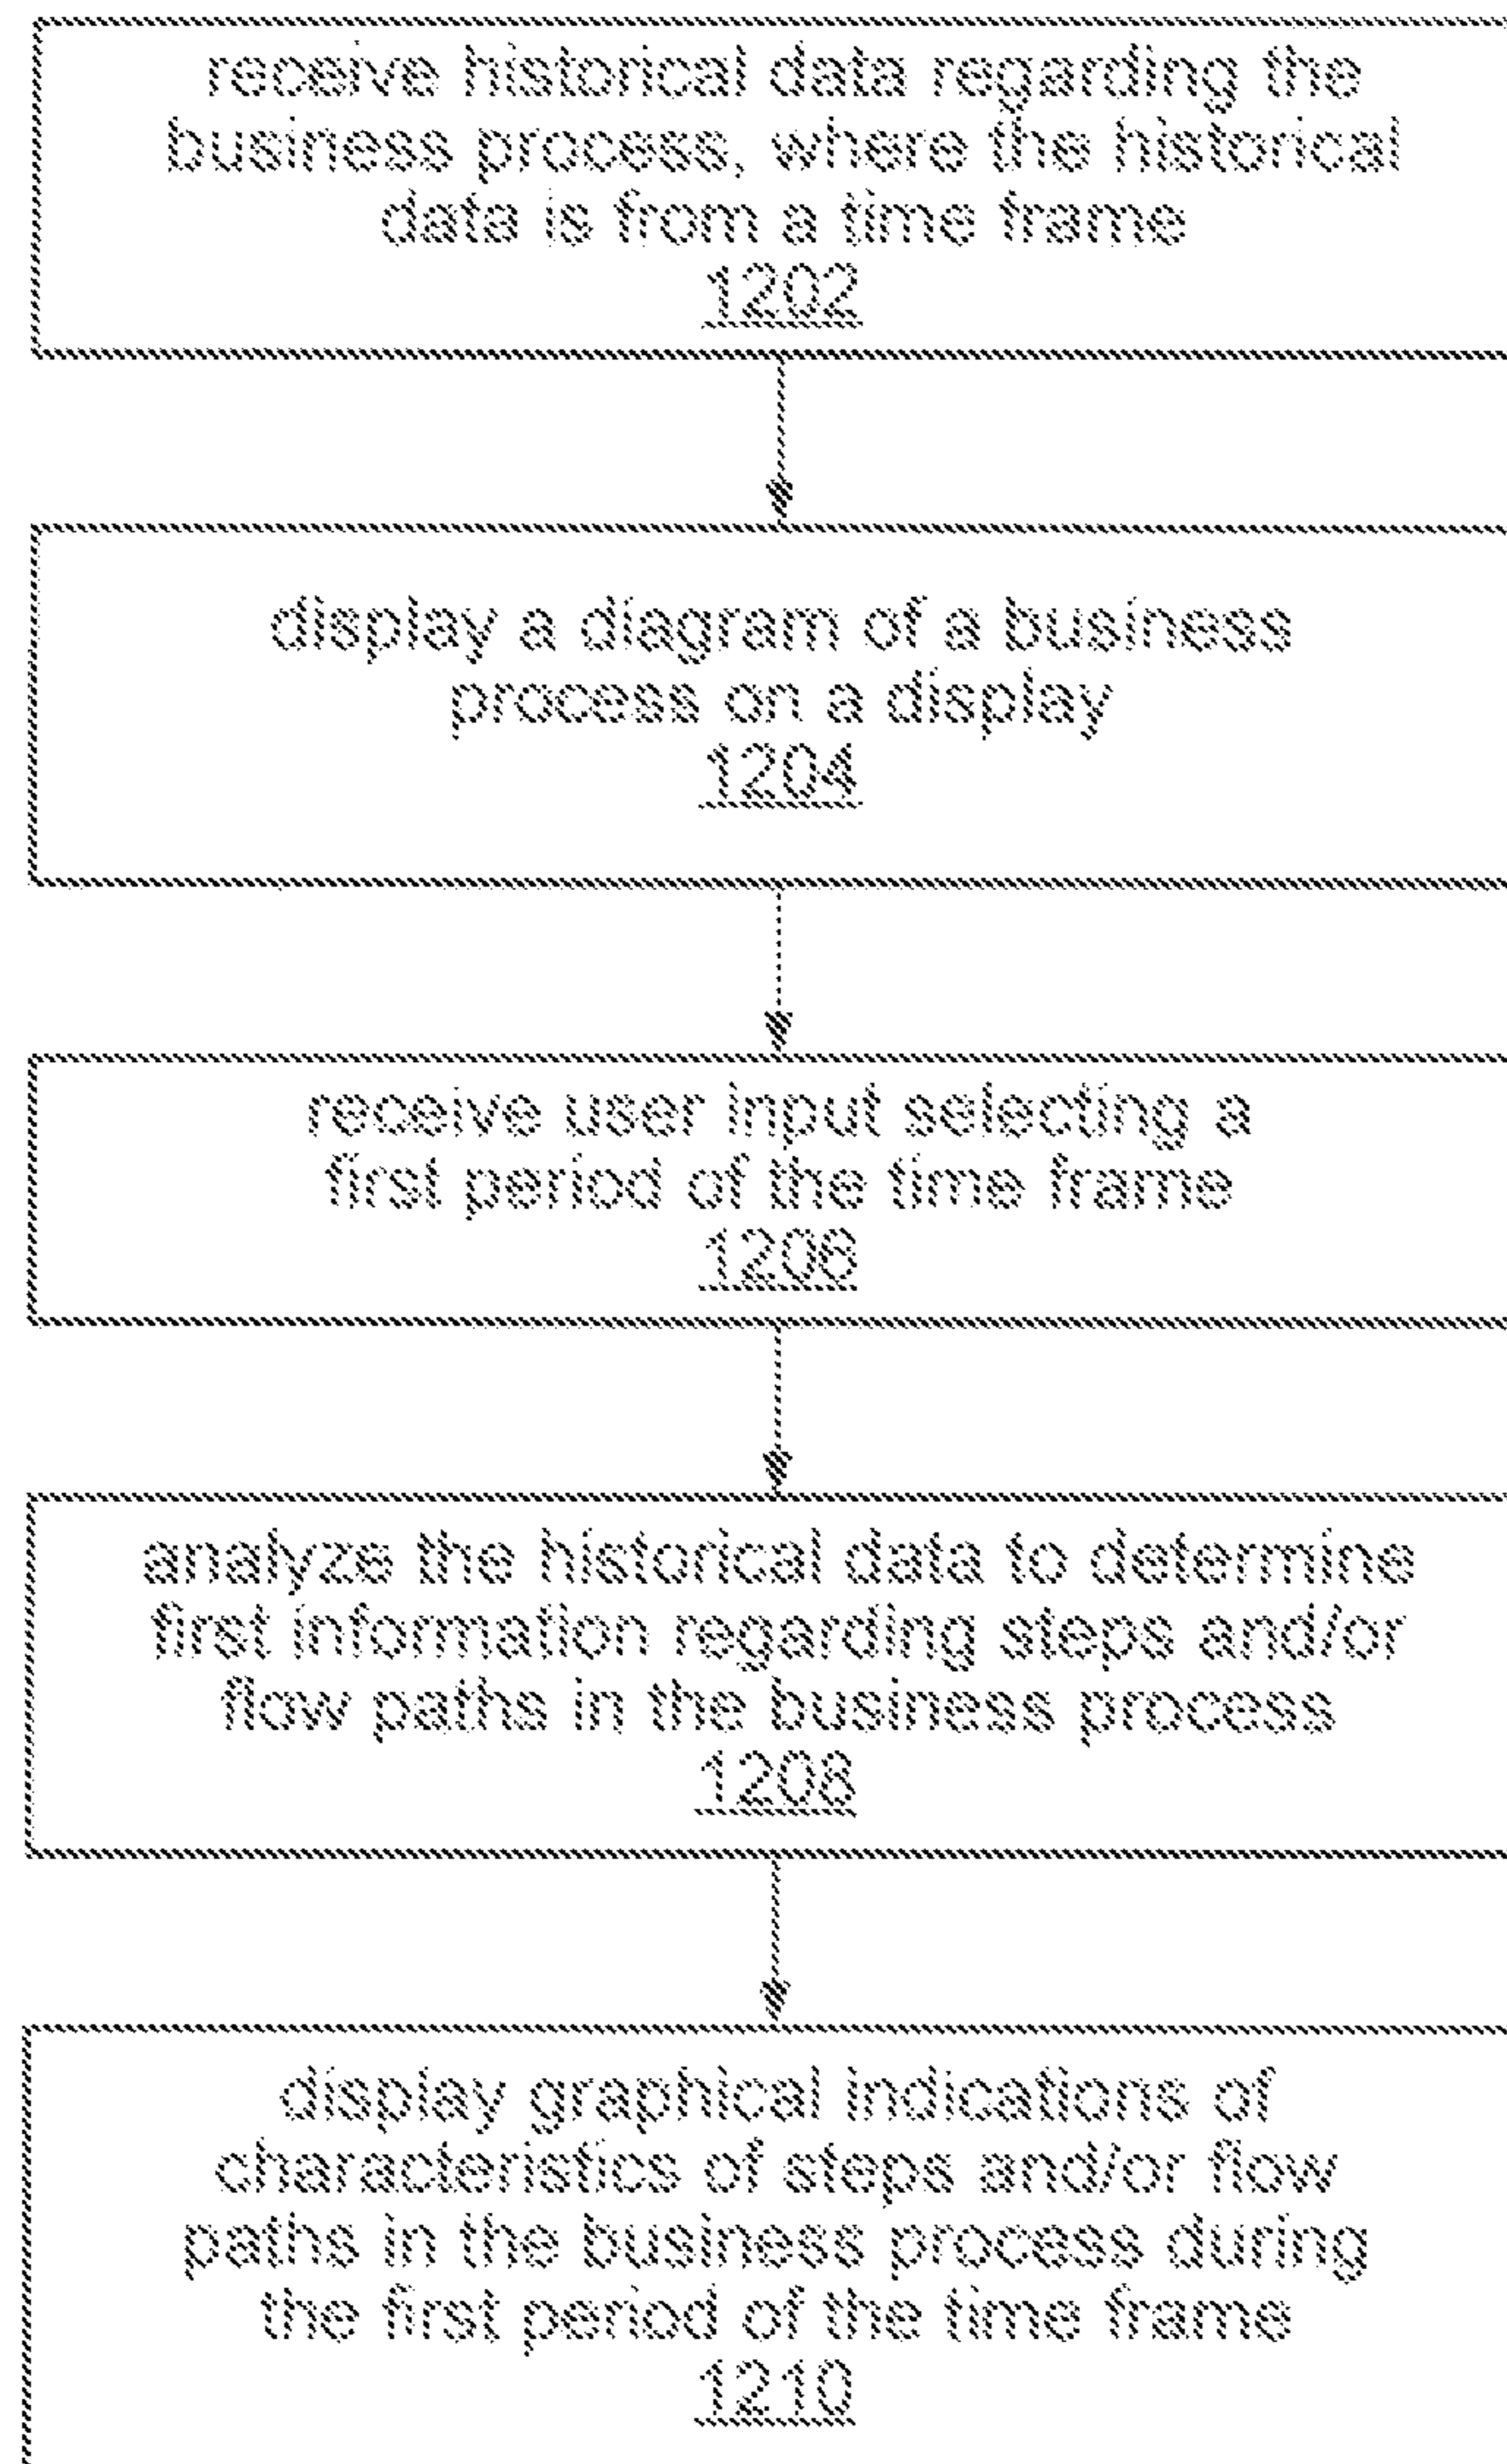 receive historical data regarding the
business process, where the historical
data is from a time frame
1202
display a diagram of a business
process on a display
1204
receive user input selecting a
first period of the time frame
1206
analyze the historical data to determine
first information regarding steps and/or
flow paths in the business process
1208
display graphical indications of
characteristics of steps and/or flow
paths in the business process during
the first period of the time frame
1210